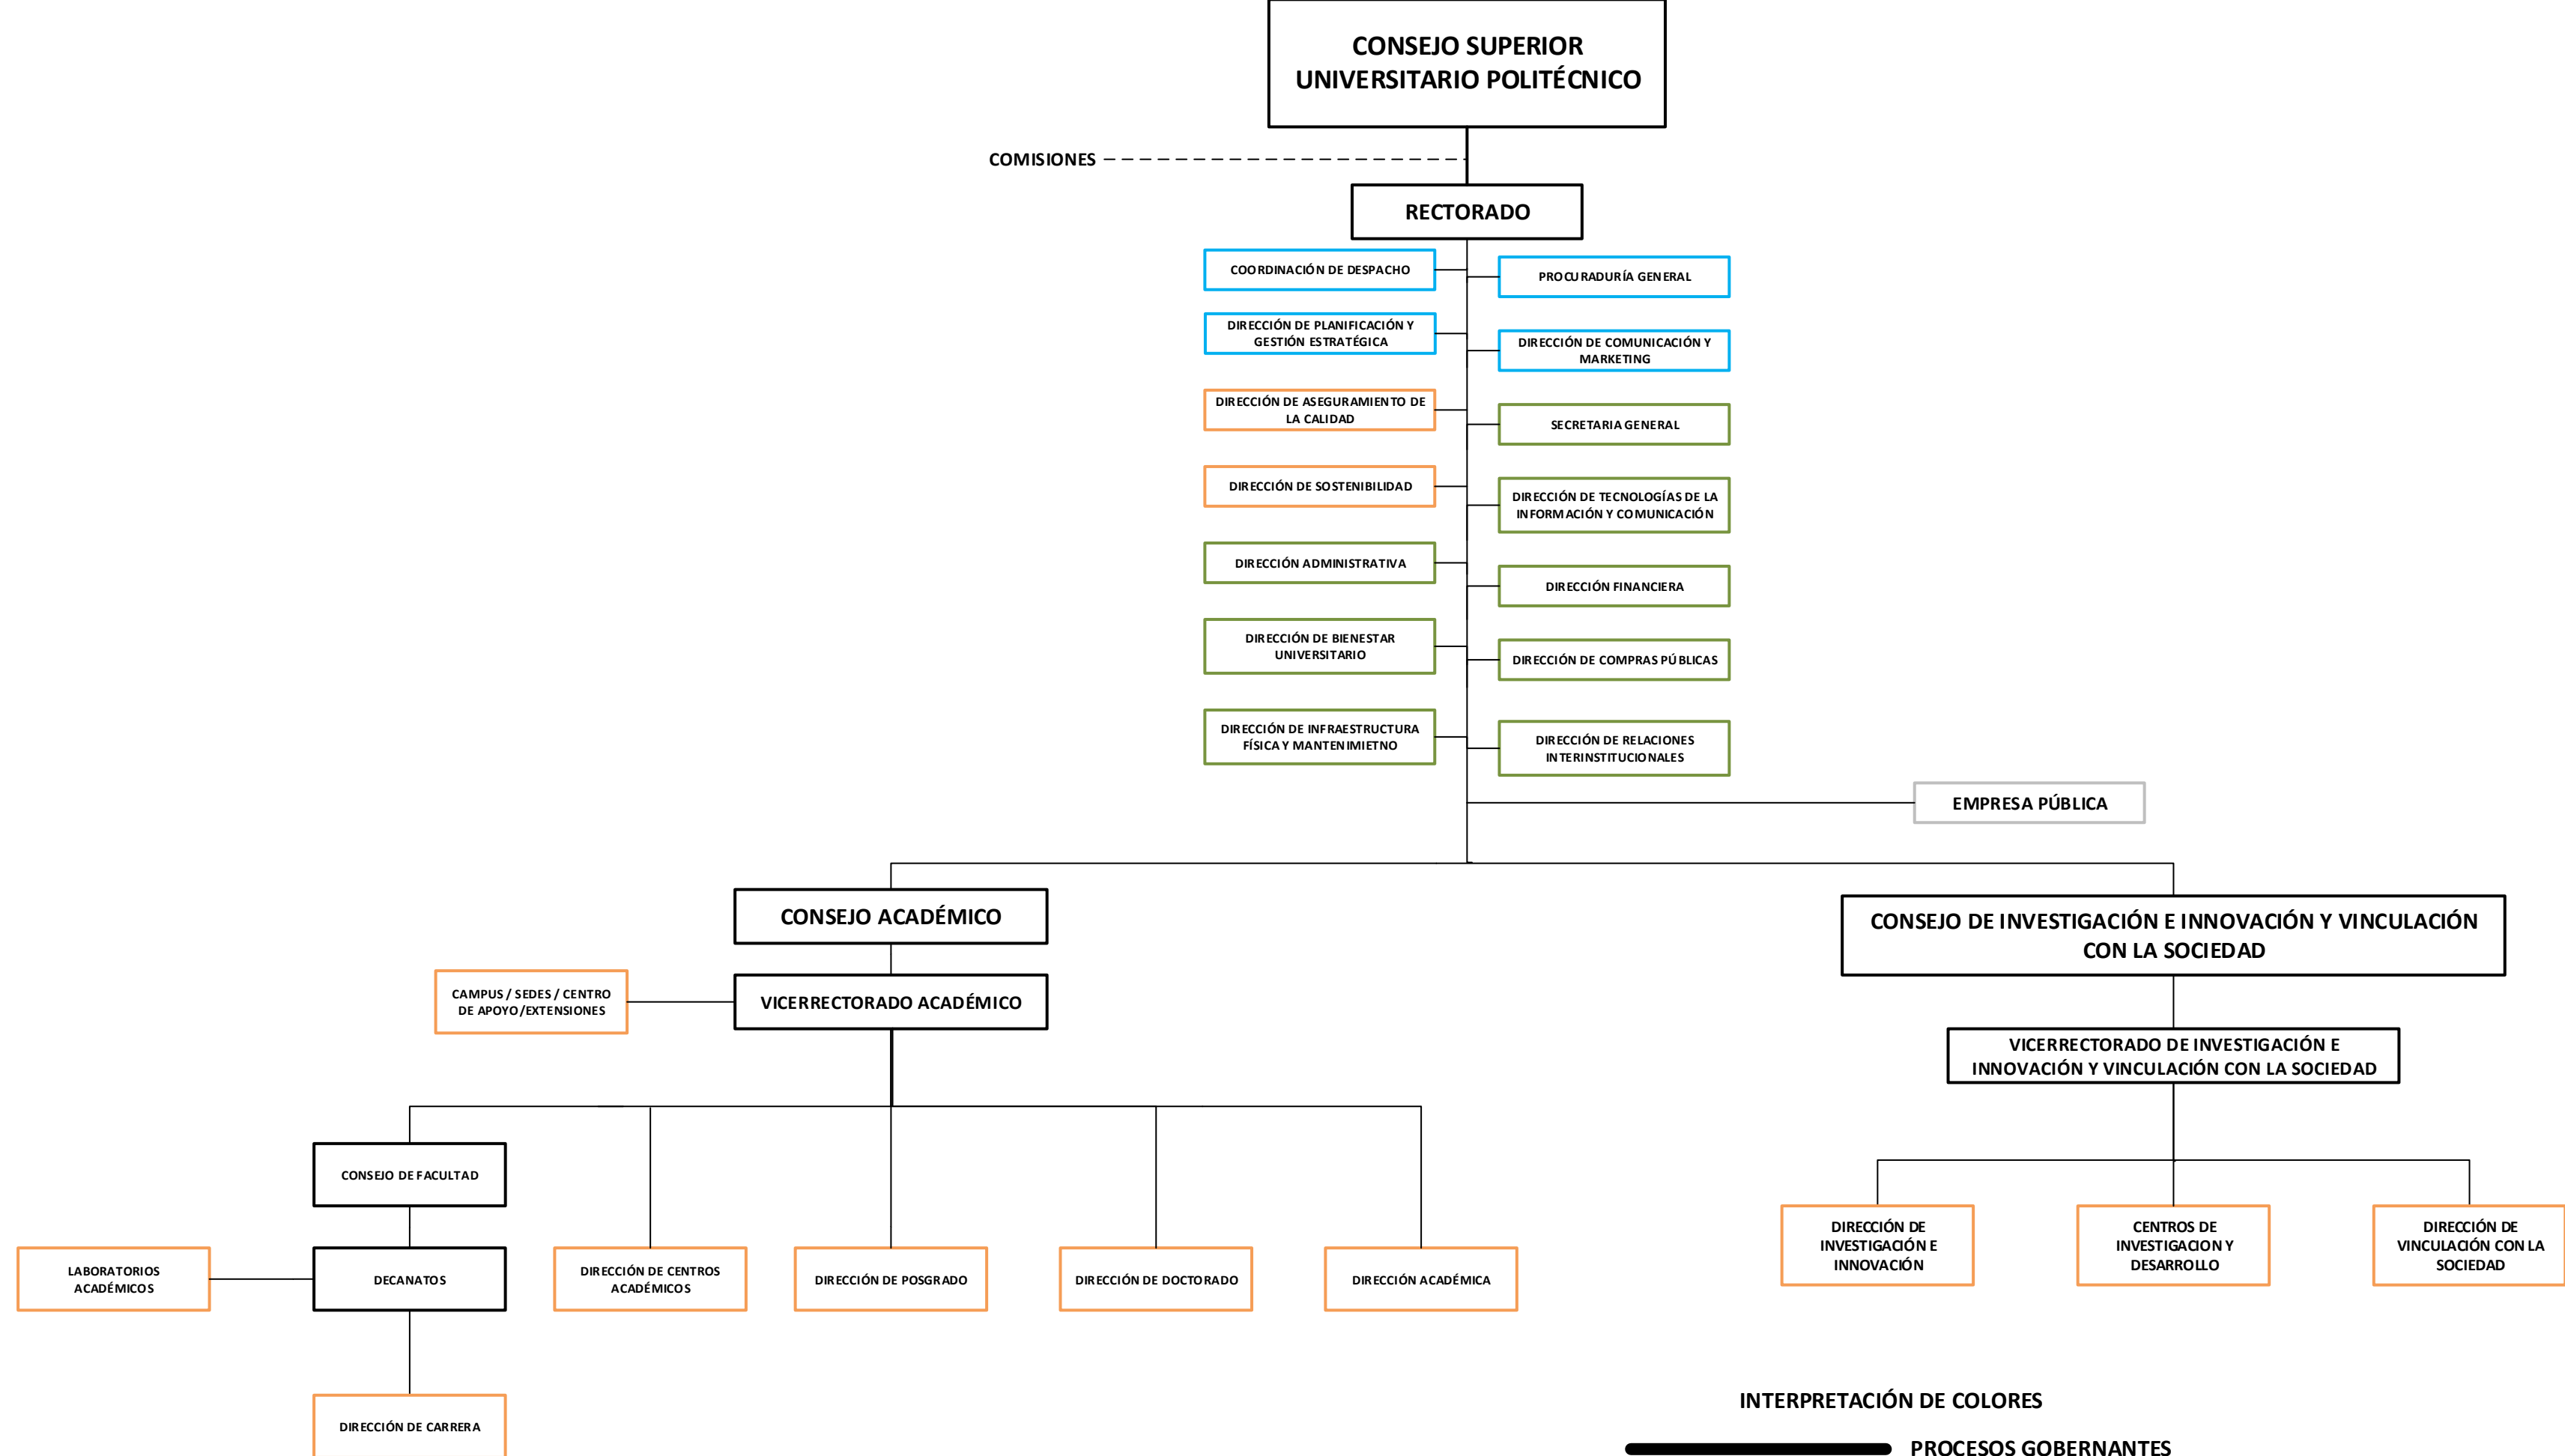 CONSEJO SUPERIOR
UNIVERSITARIO POLITÉCNICO
COMISIONES
RECTORADO
COORDINACIÓN DE DESPACHO
PROCURADURÍA GENERAL
DIRECCIÓN DE PLANIFICACIÓN Y
GESTIÓN ESTRATÉGICA
DIRECCIÓN DE COMUNICACIÓN Y
MARKETING
DIRECCIÓN DE ASEGURAMIENTO DE
LA CALIDAD
SECRETARIA GENERAL
DIRECCIÓN DE SOSTENIBILIDAD
DIRECCIÓN DE TECNOLOGÍAS DE LA
INFORMACIÓN Y COMUNICACIÓN
DIRECCIÓN ADMINISTRATIVA
DIRECCIÓN FINANCIERA
DIRECCIÓN DE BIENESTAR
UNIVERSITARIO
DIRECCIÓN DE COMPRAS PÚBLICAS
DIRECCIÓN DE INFRAESTRUCTURA
FÍSICA Y MANTENIMIETNO
DIRECCIÓN DE RELACIONES
INTERINSTITUCIONALES
EMPRESA PÚBLICA
CONSEJO ACADÉMICO
CONSEJO DE INVESTIGACIÓN E INNOVACIÓN Y VINCULACIÓN
CON LA SOCIEDAD
CAMPUS / SEDES / CENTRO
DE APOYO/EXTENSIONES
VICERRECTORADO ACADÉMICO
VICERRECTORADO DE INVESTIGACIÓN E
INNOVACIÓN Y VINCULACIÓN CON LA SOCIEDAD
CONSEJO DE FACULTAD
LABORATORIOS
ACADÉMICOS
DECANATOS
DIRECCIÓN DE CENTROS
ACADÉMICOS
DIRECCIÓN DE POSGRADO
DIRECCIÓN DE DOCTORADO
DIRECCIÓN ACADÉMICA
DIRECCIÓN DE
INVESTIGACIÓN E
INNOVACIÓN
CENTROS DE
INVESTIGACION Y
DESARROLLO
DIRECCIÓN DE
VINCULACIÓN CON LA
SOCIEDAD
DIRECCIÓN DE CARRERA
INTERPRETACIÓN DE COLORES
PROCESOS GOBERNANTES